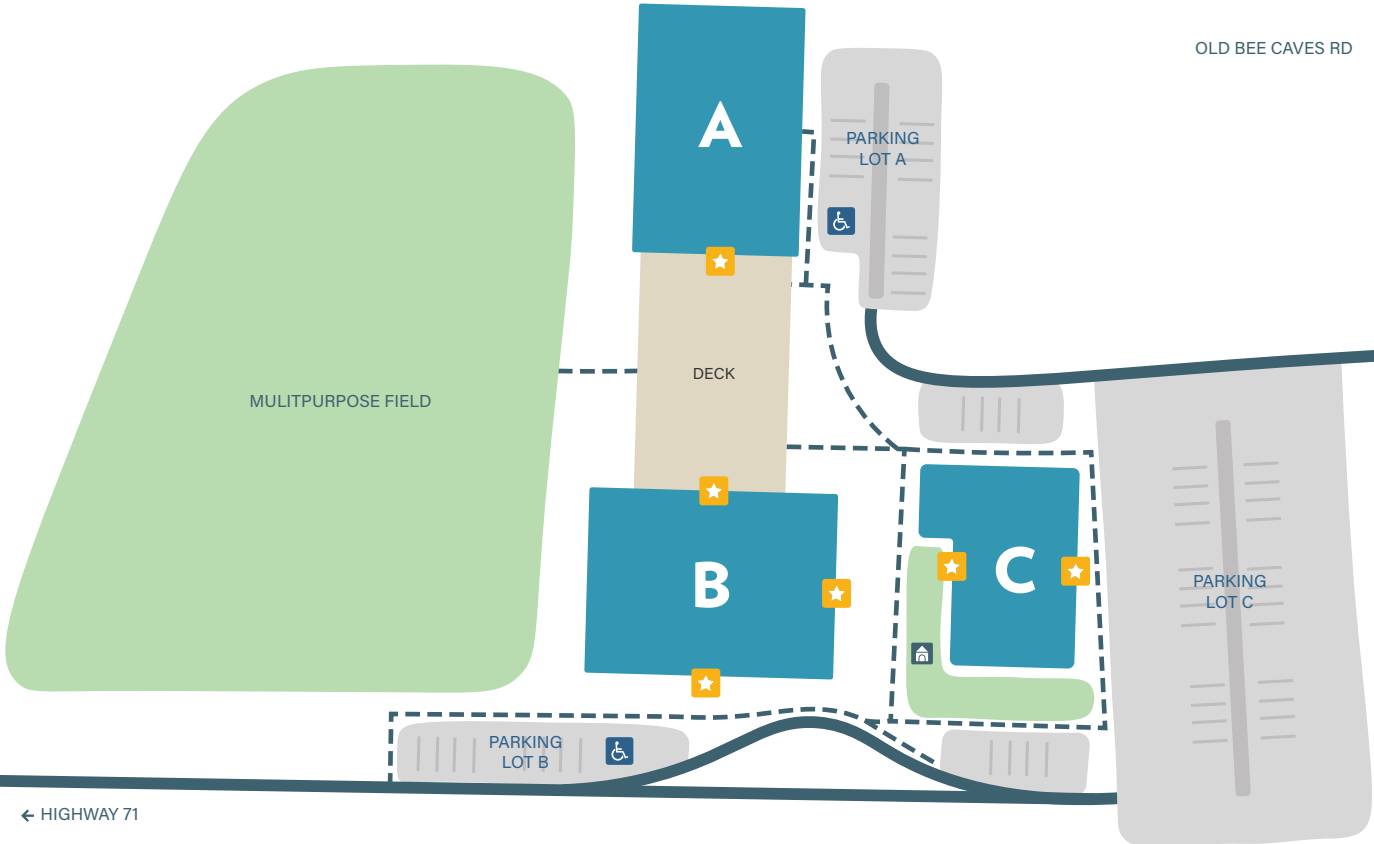 OLD BEE CAVES RD
A
PARKING
LOT A
DECK
MULITPURPOSE FIELD
B
C
PARKING
LOT C
PARKING
LOT B
← HIGHWAY 71